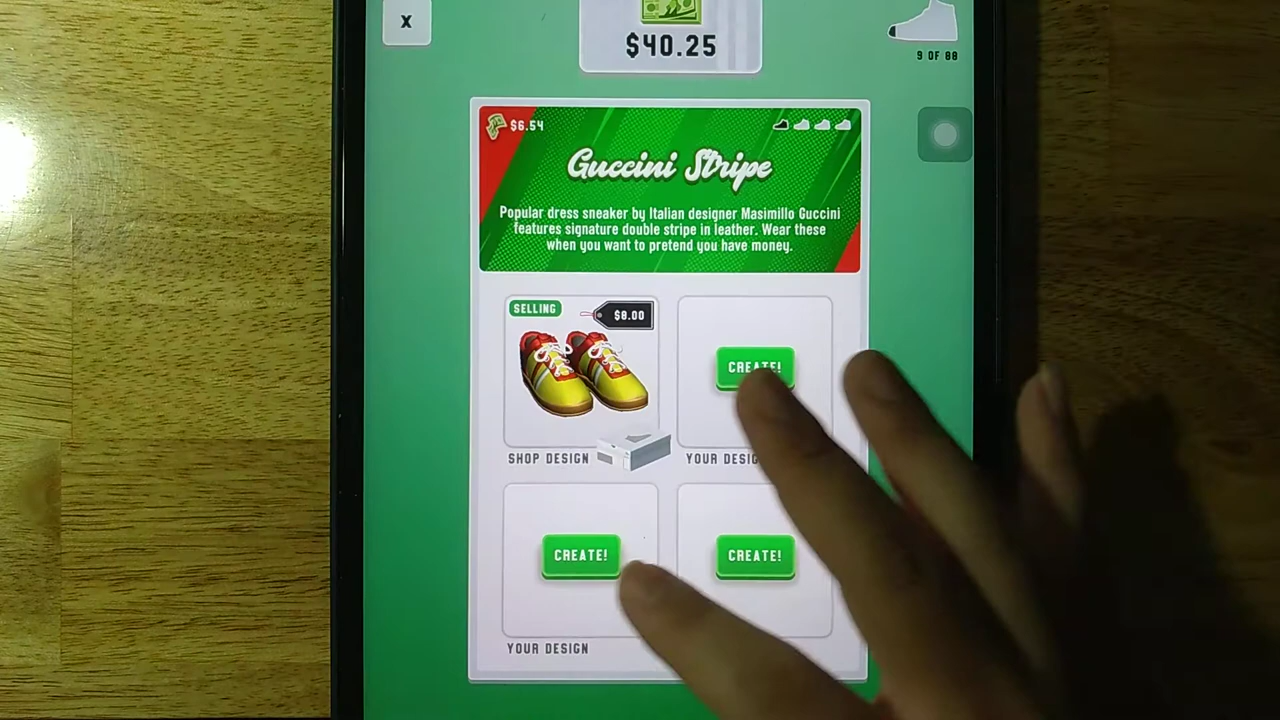 X
$40.25
9 OF 88
$6.54
Guccini Stripe
Popular dress sneaker by Italian designer Masimillo Guccini
features signature double stripe in leather. Wear these
when you want to pretend you have money.
SELLING
$8.00
CREATE!
SHOP DESIGN
YOUR
CREATE!
CREATE!
YOUR DESIGN